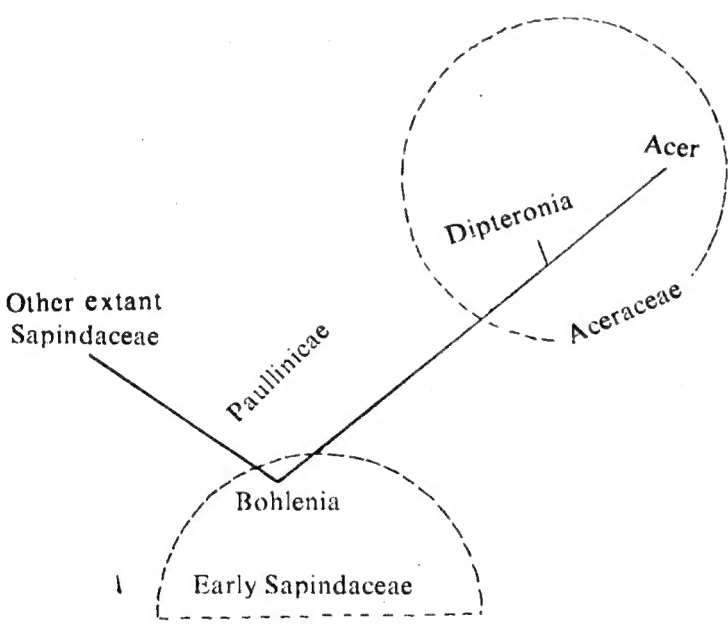 Acer
Dipteronia
Aceraceae
Other extant
Sapindaceae
Paullinicae
Bohlenia
Early Sapindaceae